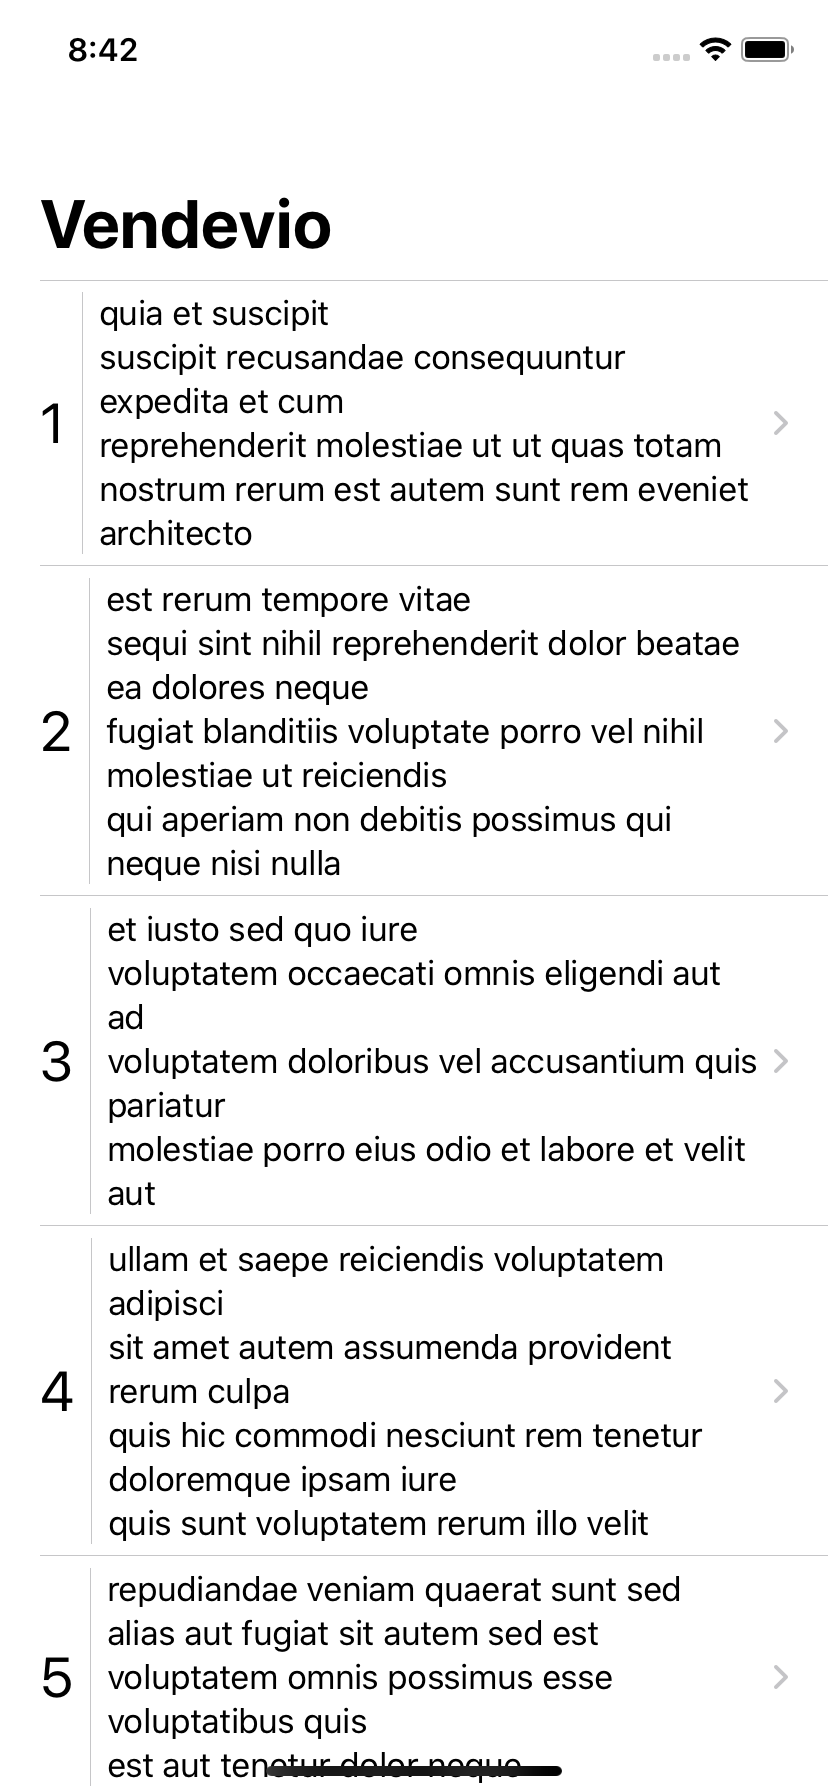 8:42
Vendevio
1
quia et suscipit
suscipit recusandae consequuntur
expedita et cum
reprehenderit molestiae ut ut quas totam
nostrum rerum est autem sunt rem eveniet
architecto
2
est rerum tempore vitae
sequi sint nihil reprehenderit dolor beatae
ea dolores neque
fugiat blanditiis voluptate porro vel nihil
molestiae ut reiciendis
qui aperiam non debitis possimus qui
neque nisi nulla
3
et iusto sed quo iure
voluptatem occaecati omnis eligendi aut
ad
voluptatem doloribus vel accusantium quis
pariatur
molestiae porro eius odio et labore et velit
aut
4
ullam et saepe reiciendis voluptatem
adipisci
sit amet autem assumenda provident
rerum culpa
quis hic commodi nesciunt rem tenetur
doloremque ipsam iure
quis sunt voluptatem rerum illo velit
5
repudiandae veniam quaerat sunt sed
alias aut fugiat sit autem sed est
voluptatem omnis possimus esse
voluptatibus quis
est aut tenetur dolor neque